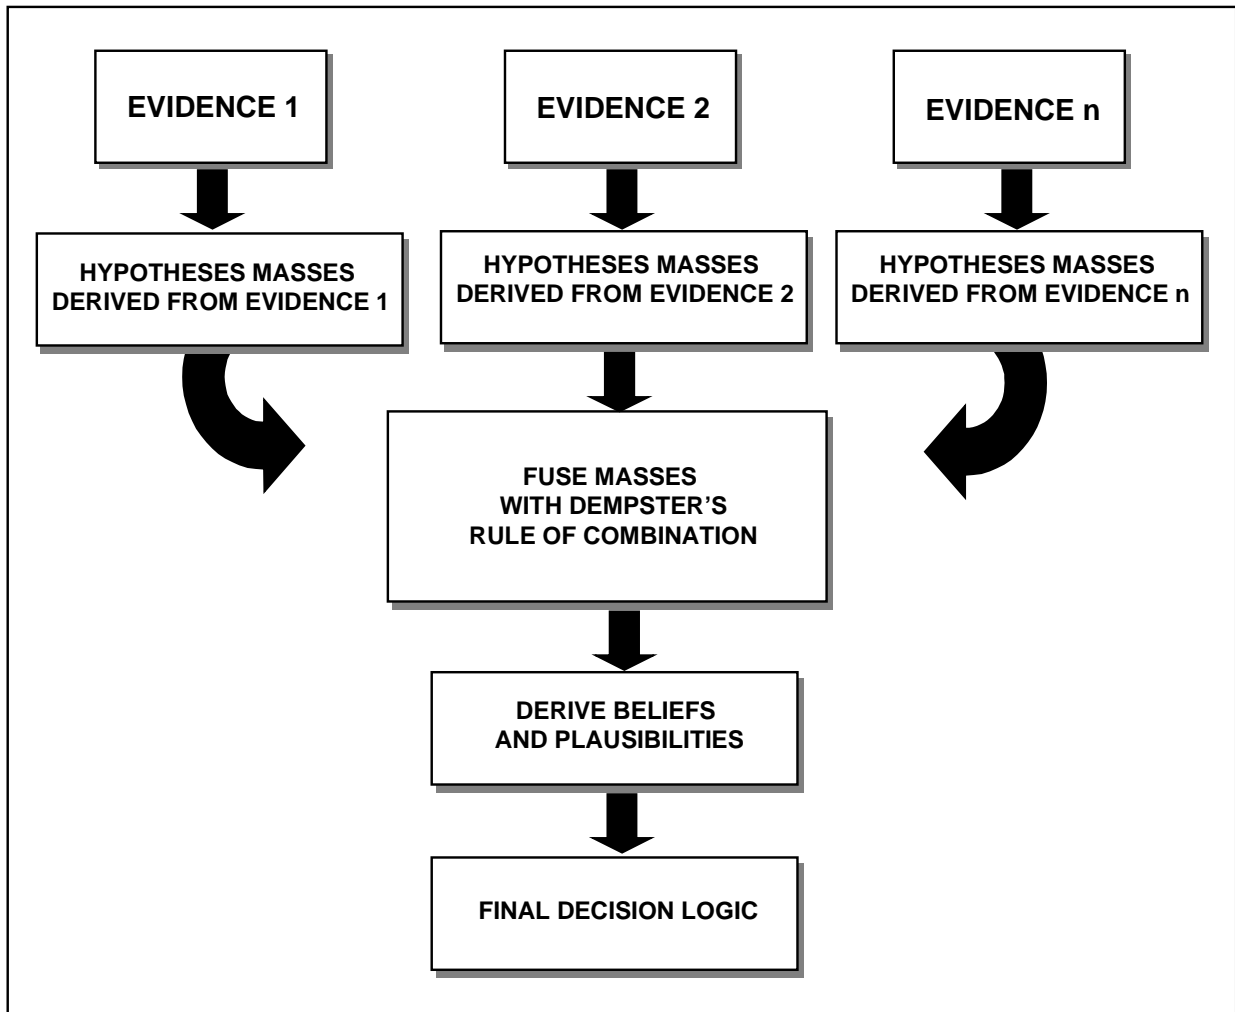 EVIDENCE 1
EVIDENCE 2
EVIDENCE n
HYPOTHESES MASSES
DERIVED FROM EVIDENCE 1
HYPOTHESES MASSES
DERIVED FROM EVIDENCE 2
HYPOTHESES MASSES
DERIVED FROM EVIDENCE n
FUSE MASSES
WITH DEMPSTER’S
RULE OF COMBINATION
DERIVE BELIEFS
AND PLAUSIBILITIES
FINAL DECISION LOGIC